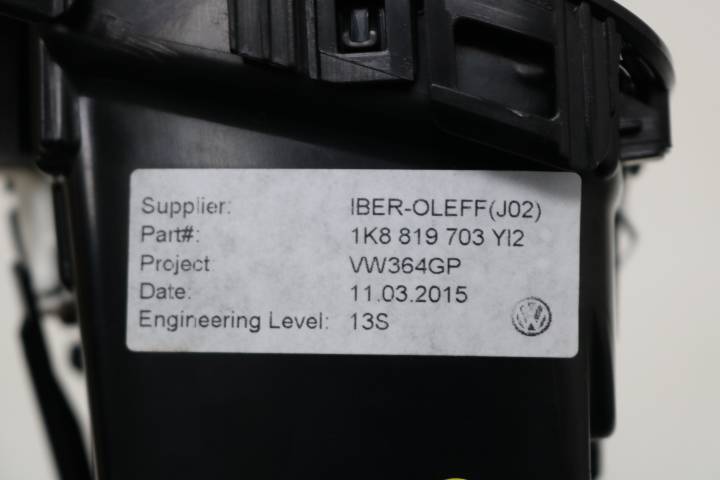 Supplier: IBER-OLEFF(J02)
Part#: 1K8 819 703 YI2
Project VW364GP
Date: 11.03.2015
Engineering Level: 13S